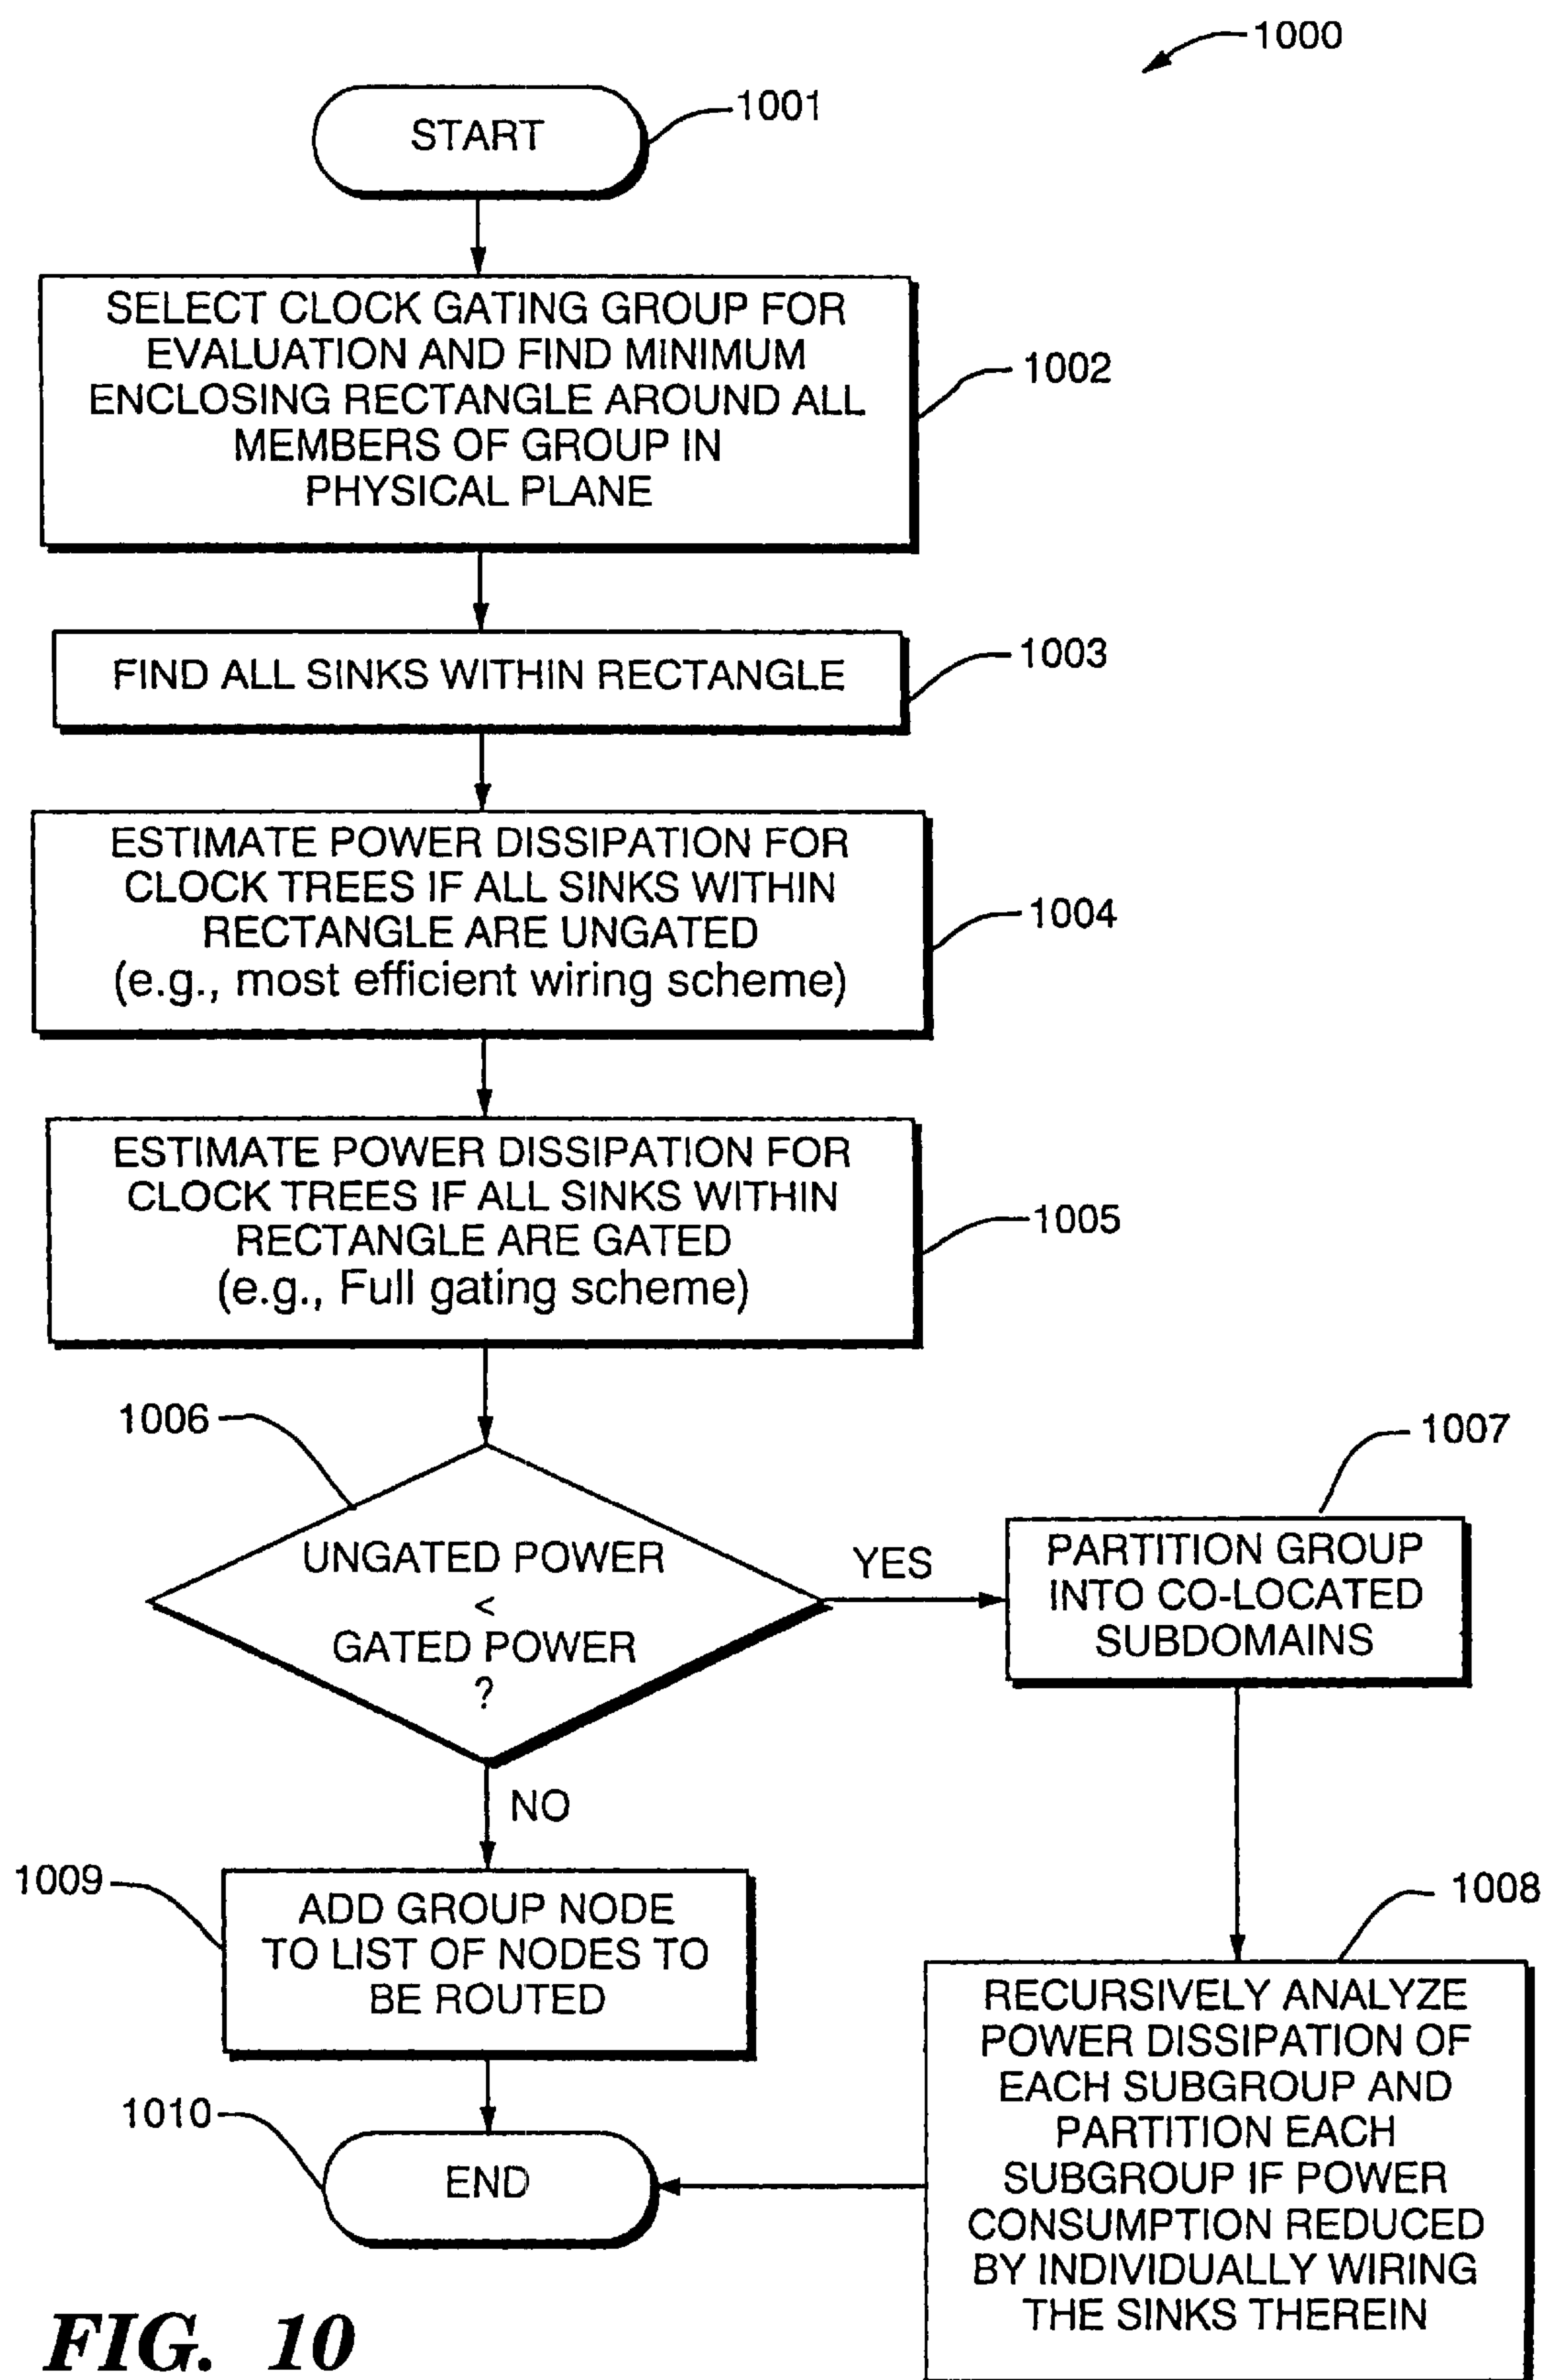 1000
START
1001
SELECT CLOCK GATING GROUP FOR
EVALUATION AND FIND MINIMUM
ENCLOSING RECTANGLE AROUND ALL
MEMBERS OF GROUP IN
PHYSICAL PLANE
1002
FIND ALL SINKS WITHIN RECTANGLE
1003
ESTIMATE POWER DISSIPATION FOR
CLOCK TREES IF ALL SINKS WITHIN
RECTANGLE ARE UNGATED
(e.g., most efficient wiring scheme)
1004
ESTIMATE POWER DISSIPATION FOR
CLOCK TREES IF ALL SINKS WITHIN
RECTANGLE ARE GATED
(e.g., Full gating scheme)
1005
1006
UNGATED POWER
<
GATED POWER
?
YES
1007
PARTITION GROUP
INTO CO-LOCATED
SUBDOMAINS
NO
1009
ADD GROUP NODE
TO LIST OF NODES TO
BE ROUTED
1008
RECURSIVELY ANALYZE
POWER DISSIPATION OF
EACH SUBGROUP AND
PARTITION EACH
SUBGROUP IF POWER
CONSUMPTION REDUCED
BY INDIVIDUALLY WIRING
THE SINKS THEREIN
1010
END
FIG. 10